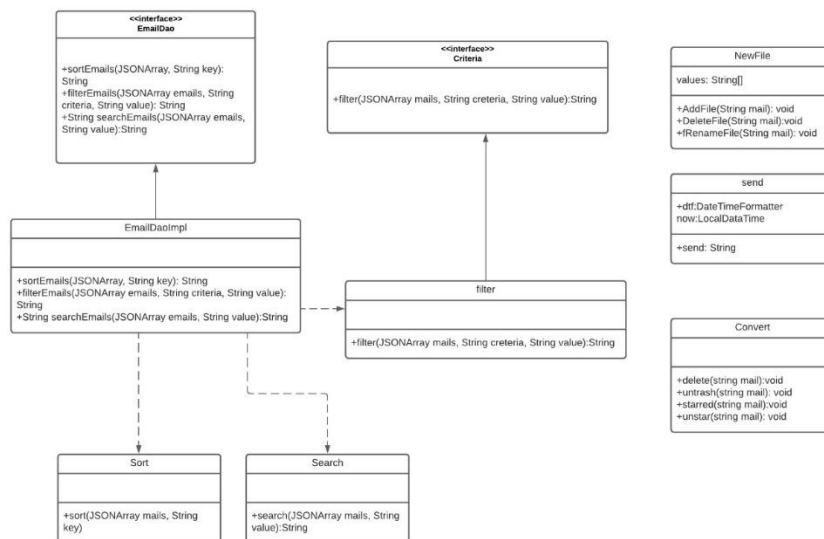 <<interface>>
EmailDao
+sortEmails(JSONArray, String key):
String
+filterEmails(JSONArray emails, String
criteria, String value): String
+String searchEmails(JSONArray emails,
String value):String
<<interface>>
Criteria
+filter(JSONArray mails, String creteria, String value):String
NewFile
values: String[]
+AddFile(String mail): void
+DeleteFile(String mail):void
+fRenameFile(String mail): void
send
+dtf:DateTimeFormatter
now:LocalDataTime
+send: String
EmailDaoImpl
+sortEmails(JSONArray, String key): String
+filterEmails(JSONArray emails, String criteria, String value):
String
+String searchEmails(JSONArray emails, String value):String
filter
+filter(JSONArray mails, String creteria, String value):String
Convert
+delete(string mail):void
+untrash(string mail): void
+starred(string mail):void
+unstar(string mail): void
Sort
+sort(JSONArray mails, String
key)
Search
+search(JSONArray mails, String
value):String